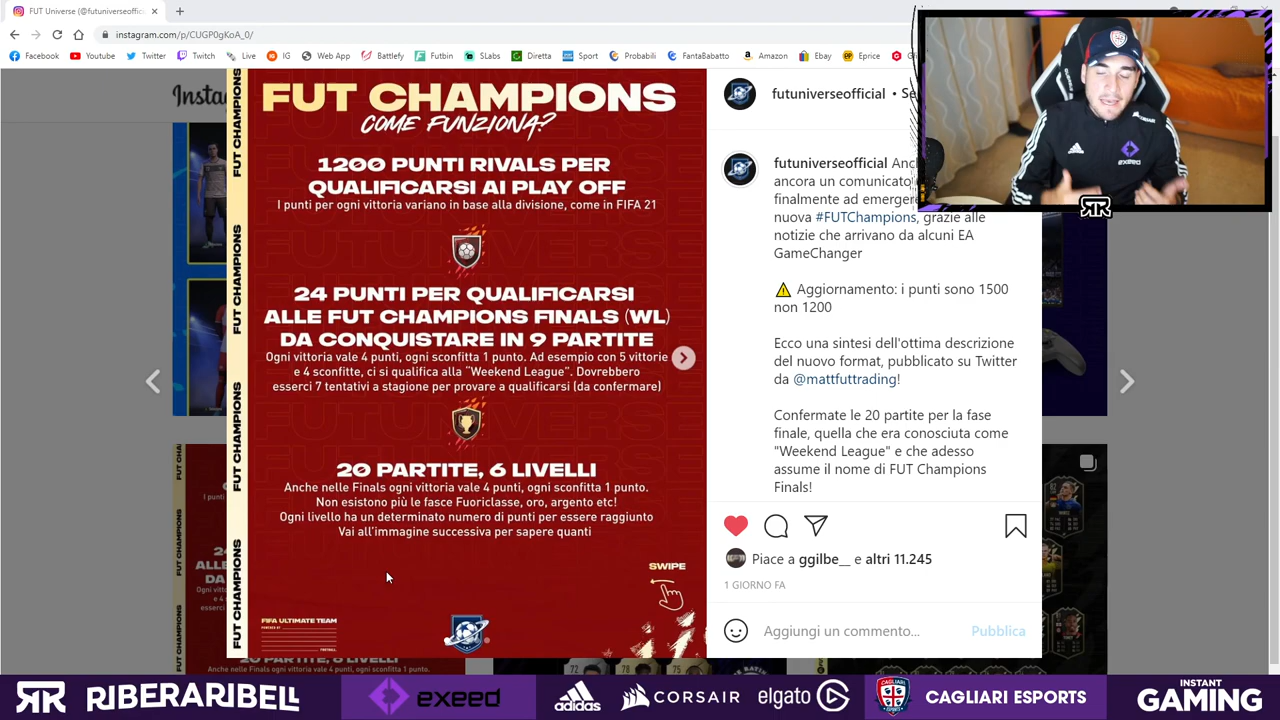 FUT Universe (@futuniverseoffic
instagram.com/p/CUGP0gKoA_0/
Facebook
Youtube
Twitter
Twitch
Live
IG
Web App
Battlefy
Futbin
SLabs
Diretta
Sport
Probabili
FantaBabatto
Amazon
Ebay
Eprice
FUT CHAMPIONS
COME FUNZIONA?
1200 PUNTI RIVALS PER
QUALIFICARSI AI PLAY OFF
I punti per ogni vittoria variano in base alla divisione, come in FIFA 21
24 PUNTI PER QUALIFICARSI
ALLE FUT CHAMPIONS FINALS (WL)
DA CONQUISTARE IN 9 PARTITE
Ogni vittoria vale 4 punti, ogni sconfitta 1 punto. Ad esempio con 5 vittorie
e 4 sconfitte, ci si qualifica alla “Weekend League”. Dovrebbero
esserci 7 tentativi a stagione per provare a qualificarsi (da confermare)
20 PARTITE, 6 LIVELLI
Anche nelle Finals ogni vittoria vale 4 punti, ogni sconfitta 1 punto.
Non esistono più le fasce Fuoriclasse, oro, argento etc!
Ogni livello ha un determinato numero di punti per essere raggiunto
Vai all'immagine successiva per sapere quanti
SWIPE
FIFA ULTIMATE TEAM
FUT CHAMPIONS
FUT CHAMPIONS
FUT CHAMPIONS
FUT CHAMPIONS
futuniverseofficial • Se
futuniverseofficial Anc
ancora un comunicato
finalmente ad emergere
nuova #FUTChampions, grazie alle
notizie che arrivano da alcuni EA
GameChanger
Aggiornamento: i punti sono 1500
non 1200
Ecco una sintesi dell'ottima descrizione
del nuovo format, pubblicato su Twitter
da @mattfuttrading!
Confermate le 20 partite per la fase
finale, quella che era conosciuta come
"Weekend League" e che adesso
assume il nome di FUT Champions
Finals!
Piace a ggilbe__ e altri 11.245
1 GIORNO FA
Aggiungi un commento...
Pubblica
exeed
RR
RR RIBERARIBELL
exeed
adidas
CORSAIR
elgato
CAGLIARI ESPORTS
INSTANT
GAMING